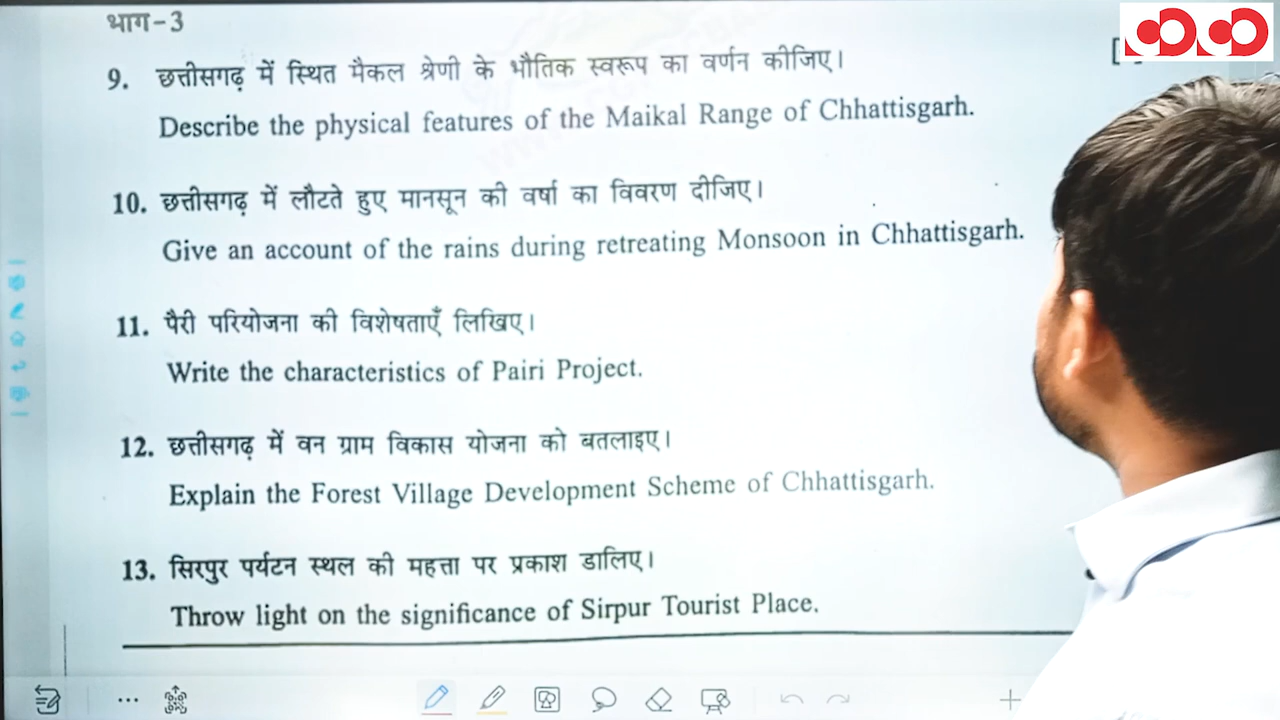 भाग-3
9. छत्तीसगढ़ में स्थित मैकल श्रेणी के भौतिक स्वरूप का वर्णन कीजिए।
Describe the physical features of the Maikal Range of Chhattisgarh.
10. छत्तीसगढ़ में लौटते हुए मानसून की वर्षा का विवरण दीजिए।
Give an account of the rains during retreating Monsoon in Chhattisgarh.
11. पैरी परियोजना की विशेषताएँ लिखिए।
Write the characteristics of Pairi Project.
12. छत्तीसगढ़ में वन ग्राम विकास योजना को बतलाइए।
Explain the Forest Village Development Scheme of Chhattisgarh.
13. सिरपुर पर्यटन स्थल की महत्ता पर प्रकाश डालिए।
Throw light on the significance of Sirpur Tourist Place.